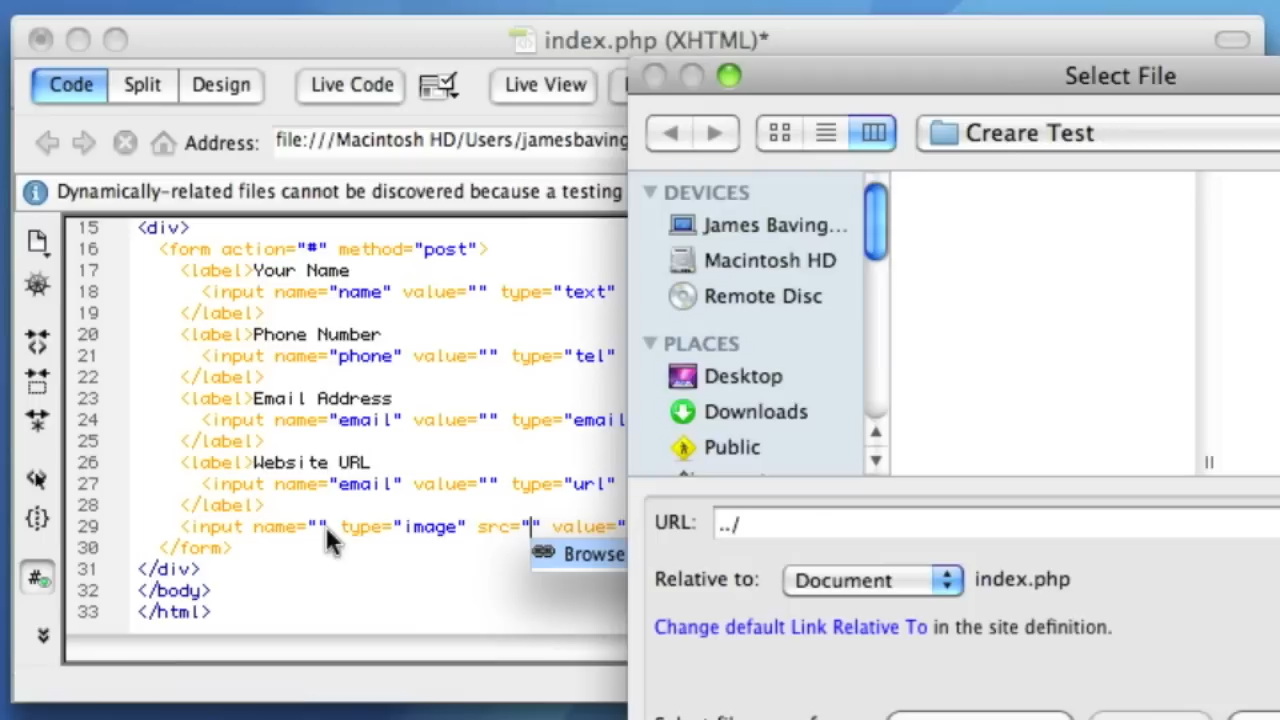 index.php (XHTML)*
Code Split Design Live Code Live View
Address: file:///Macintosh HD/Users/jamesbaving
Dynamically-related files cannot be discovered because a testing
15 <div>
16 <form action="#" method="post">
17 <label>Your Name
18 <input name="name" value="" type="text"
19 </label>
20 <label>Phone Number
21 <input name="phone" value="" type="tel"
22 </label>
23 <label>Email Address
24 <input name="email" value="" type="email
25 </label>
26 <label>Website URL
27 <input name="email" value="" type="url"
28 </label>
29 <input name="" type="image" src="" value="
30 </form>
31 </div>
32 </body>
33 </html>
Browse
Select File
Creare Test
DEVICES
James Baving...
Macintosh HD
Remote Disc
PLACES
Desktop
Downloads
Public
URL: ../
Relative to: Document index.php
Change default Link Relative To in the site definition.